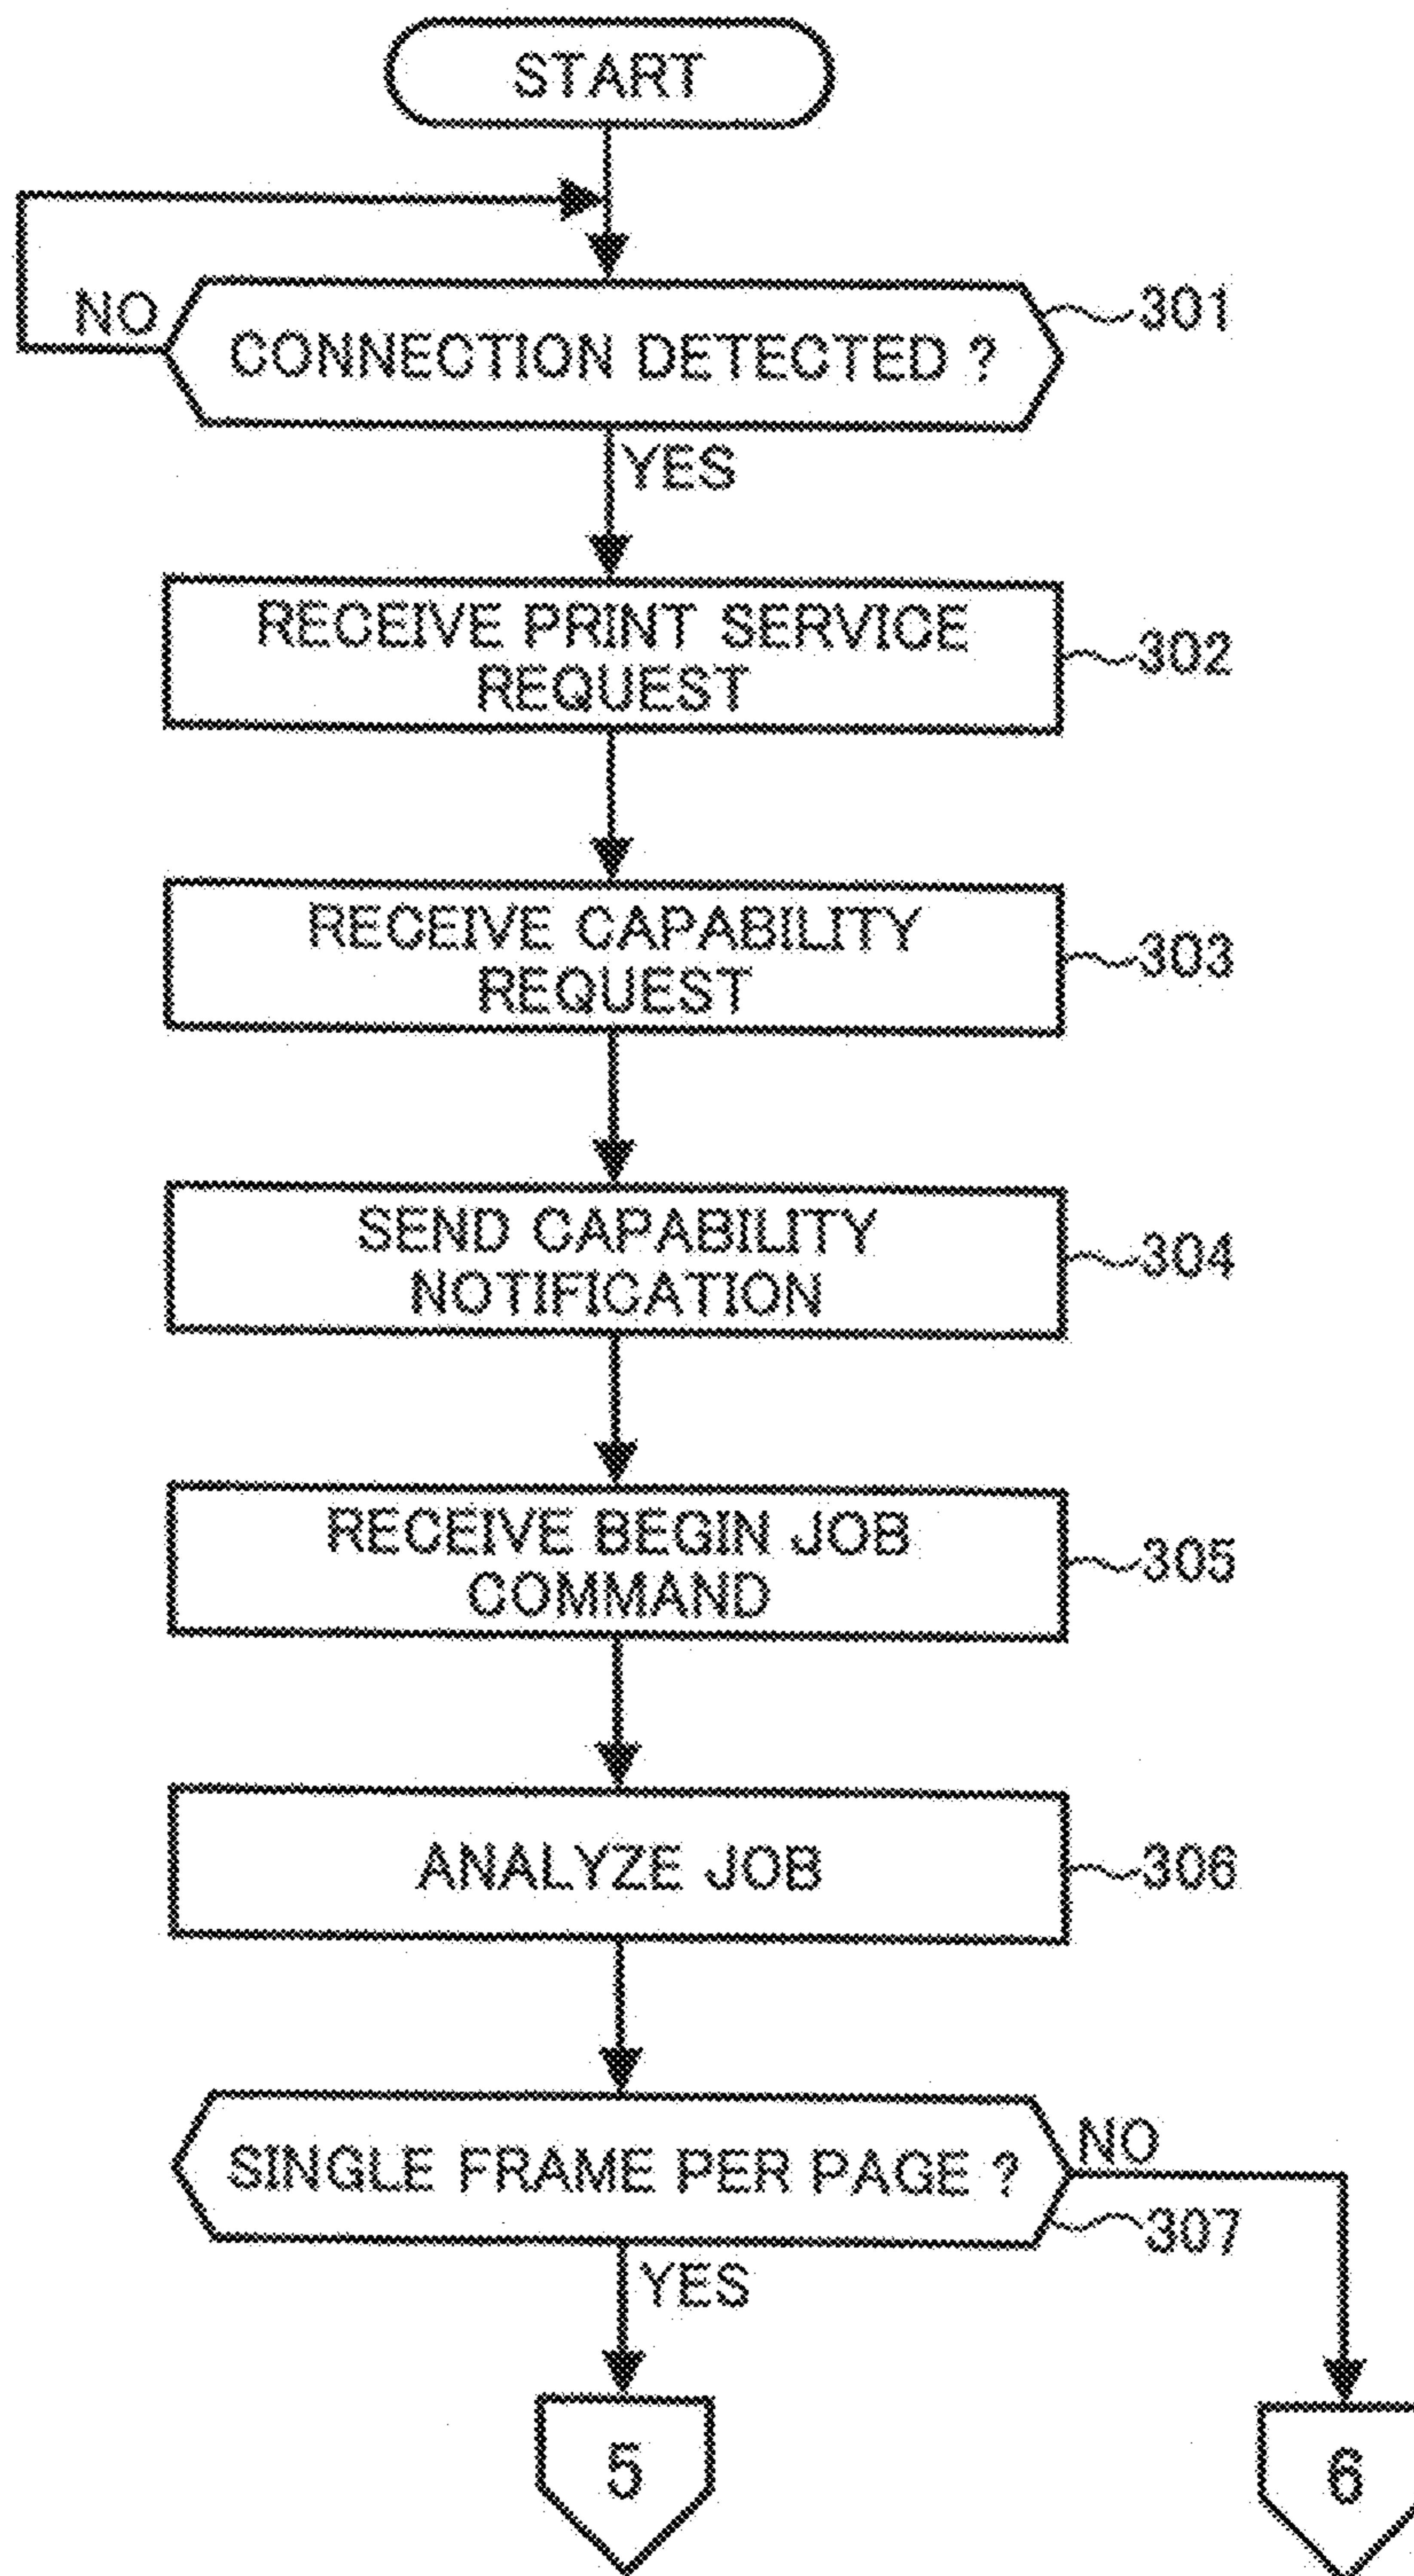 START
NO
301
CONNECTION DETECTED ?
YES
RECEIVE PRINT SERVICE
REQUEST
302
RECEIVE CAPABILITY
REQUEST
303
SEND CAPABILITY
NOTIFICATION
304
RECEIVE BEGIN JOB
COMMAND
305
ANALYZE JOB
306
SINGLE FRAME PER PAGE ?
NO
307
YES
5
6